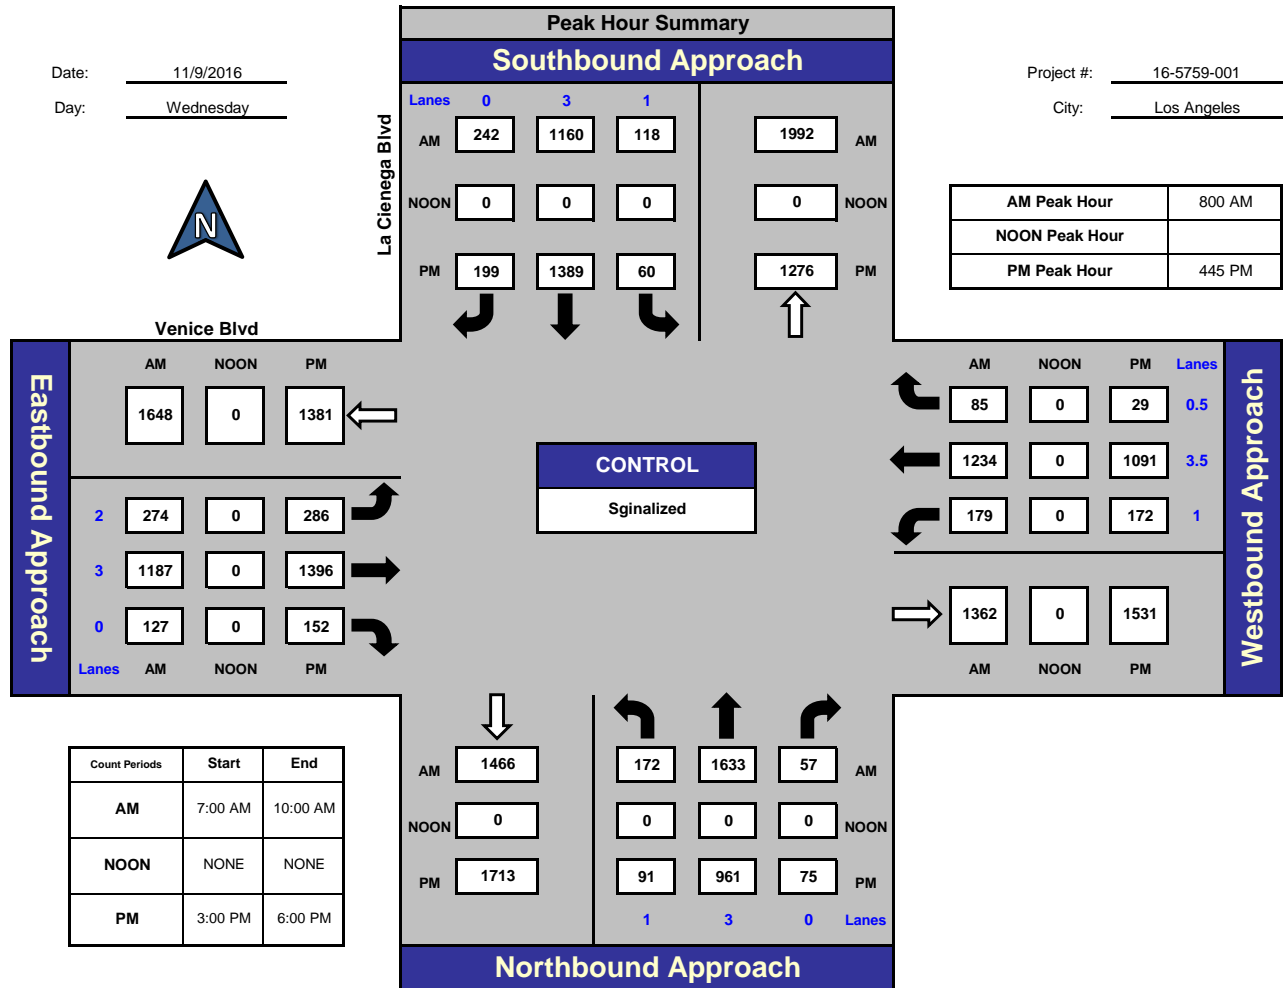 Peak Hour Summary
Southbound Approach
Date: 11/9/2016
Day: Wednesday
Project #: 16-5759-001
City: Los Angeles
N
La Cienega Blvd
Lanes 0 3 1
AM 242 1160 118 1992 AM
NOON 0 0 0 0 NOON
PM 199 1389 60 1276 PM
AM Peak Hour 800 AM
NOON Peak Hour
PM Peak Hour 445 PM
Venice Blvd
Eastbound Approach
AM NOON PM
1648 0 1381
2 274 0 286
3 1187 0 1396
0 127 0 152
Lanes AM NOON PM
CONTROL
Sginalized
AM NOON PM Lanes
85 0 29 0.5
1234 0 1091 3.5
179 0 172 1
1362 0 1531
AM NOON PM
Westbound Approach
Count Periods Start End
AM 7:00 AM 10:00 AM
NOON NONE NONE
PM 3:00 PM 6:00 PM
AM 1466 172 1633 57 AM
NOON 0 0 0 0 NOON
PM 1713 91 961 75 PM
1 3 0 Lanes
Northbound Approach